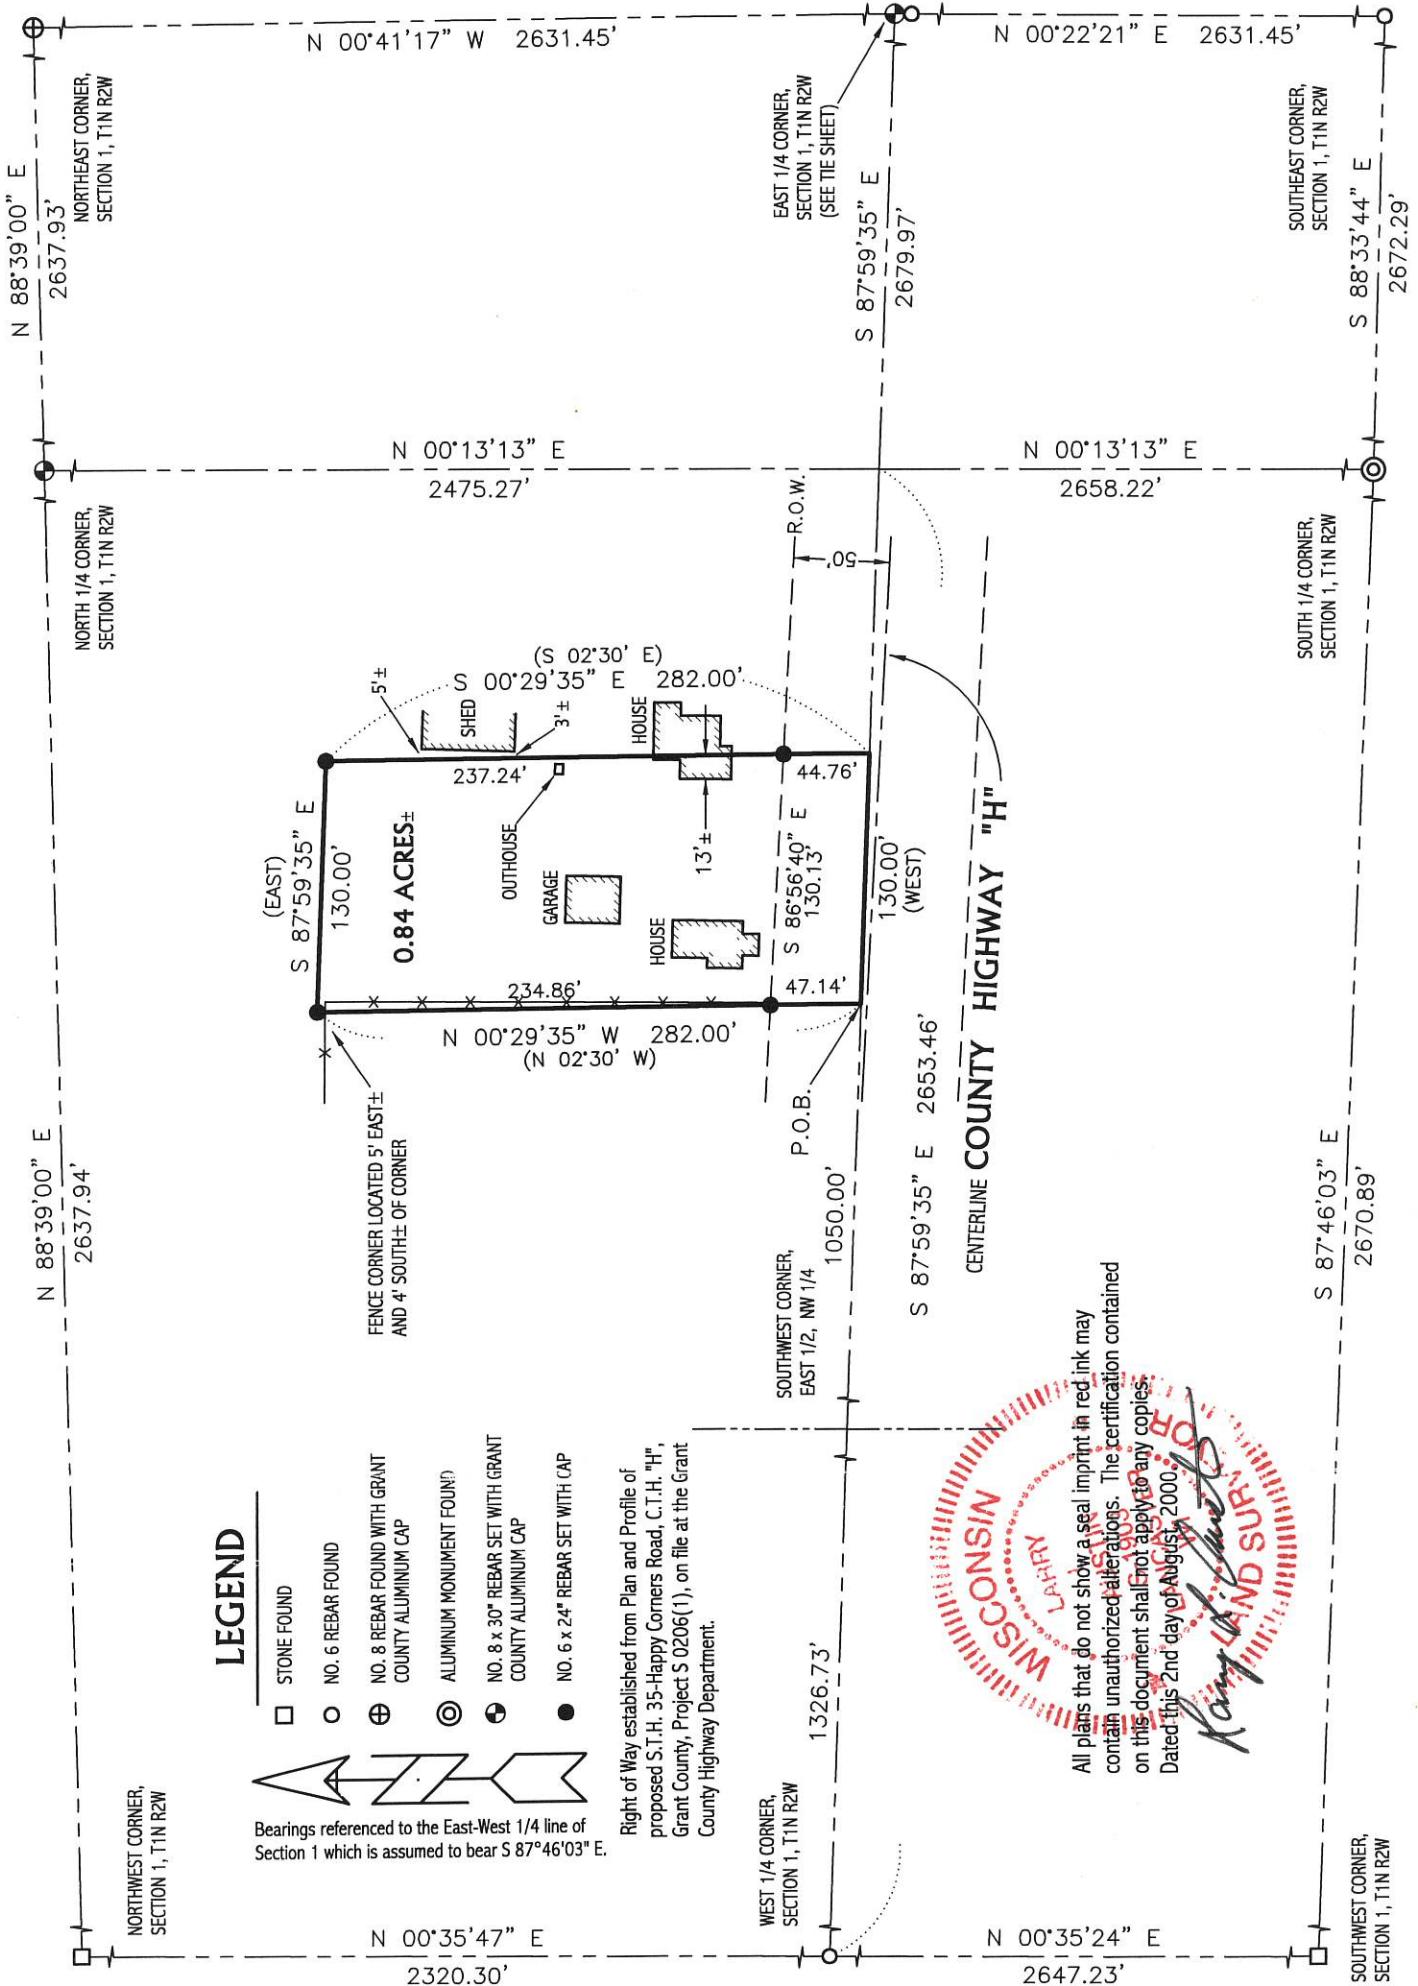 N 88°39'00" E
2637.94'
N 88°39'00" E
2637.93'
NORTHWEST CORNER,
SECTION 1, T1N R2W
NORTH 1/4 CORNER,
SECTION 1, T1N R2W
NORTHEAST CORNER,
SECTION 1, T1N R2W
N 00°41'17" W 2631.45'
N 00°13'13" E
2475.27'
N 00°35'47" E
2320.30'
LEGEND
STONE FOUND
NO. 6 REBAR FOUND
NO. 8 REBAR FOUND WITH GRANT
COUNTY ALUMINUM CAP
ALUMINUM MONUMENT FOUND
NO. 8 x 30" REBAR SET WITH GRANT
COUNTY ALUMINUM CAP
NO. 6 x 24" REBAR SET WITH CAP
Bearings referenced to the East-West 1/4 line of
Section 1 which is assumed to bear S 87°46'03" E.
Right of Way established from Plan and Profile of
proposed S.T.H. 35-Happy Corners Road, C.T.H. "H",
Grant County, Project S 0206(1), on file at the Grant
County Highway Department.
FENCE CORNER LOCATED 5' EAST±
AND 4' SOUTH± OF CORNER
(EAST)
S 87°59'35" E
130.00'
0.84 ACRES±
5'±
SHED
3'±
(S 02°30' E)
S 00°29'35" E 282.00'
237.24'
OUTHOUSE
GARAGE
HOUSE
HOUSE
13'±
234.86'
N 00°29'35" W 282.00'
(N 02°30' W)
44.76'
47.14'
S 86°56'40" E
130.13'
130.00'
(WEST)
R.O.W.
50'
P.O.B.
EAST 1/4 CORNER,
SECTION 1, T1N R2W
(SEE TIE SHEET)
S 87°59'35" E
2679.97'
SOUTHWEST CORNER,
EAST 1/2, NW 1/4
1050.00'
WEST 1/4 CORNER,
SECTION 1, T1N R2W
1326.73'
S 87°59'35" E 2653.46'
CENTERLINE COUNTY HIGHWAY "H"
N 00°22'21" E 2631.45'
N 00°13'13" E
2658.22'
N 00°35'24" E
2647.23'
All plans that do not show a seal imprint in red ink may
contain unauthorized alterations. The certification contained
on this document shall not apply to any copies.
Dated this 2nd day of August, 2000.
WISCONSIN
LARRY
AUSTIN
LANCASTER
WI
LAND SURVEYOR
SOUTHWEST CORNER,
SECTION 1, T1N R2W
S 87°46'03" E
2670.89'
SOUTH 1/4 CORNER,
SECTION 1, T1N R2W
S 88°33'44" E
2672.29'
SOUTHEAST CORNER,
SECTION 1, T1N R2W